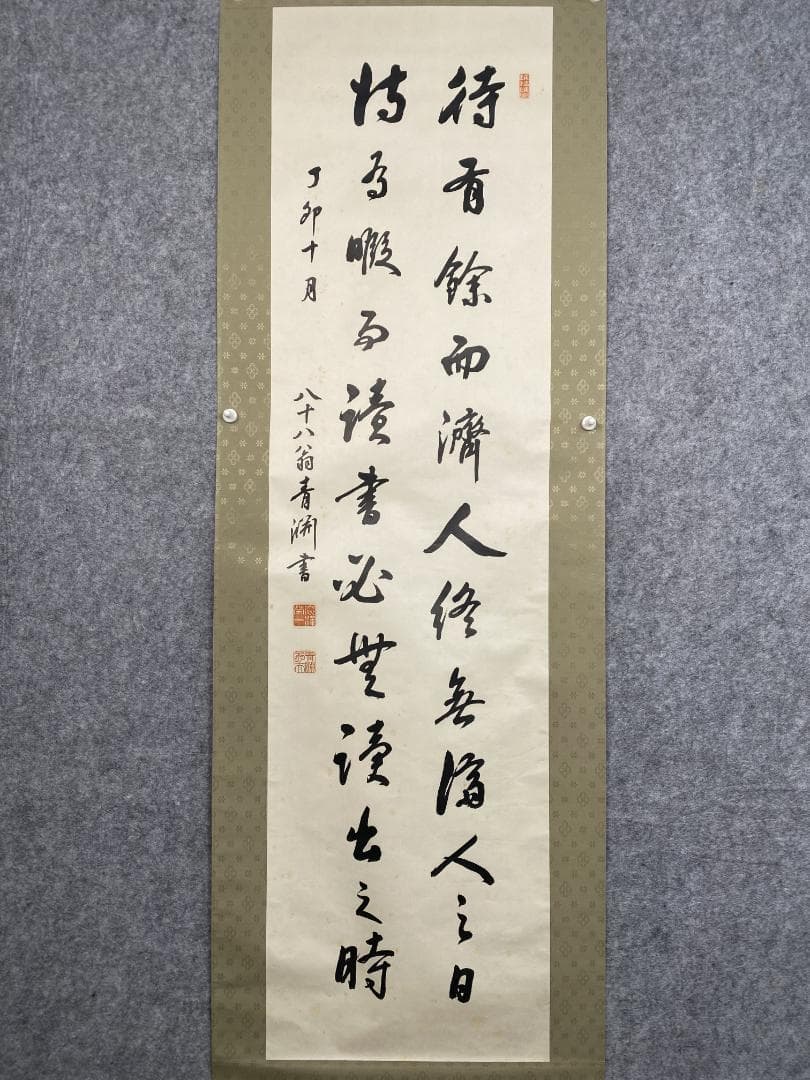 待有餘而濟人終無濟人之日
待有暇而讀書必無讀書之時
丁卯十月 八十八翁青淵書